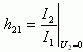 h₂₁ = I₂/I₁ |U₂=0